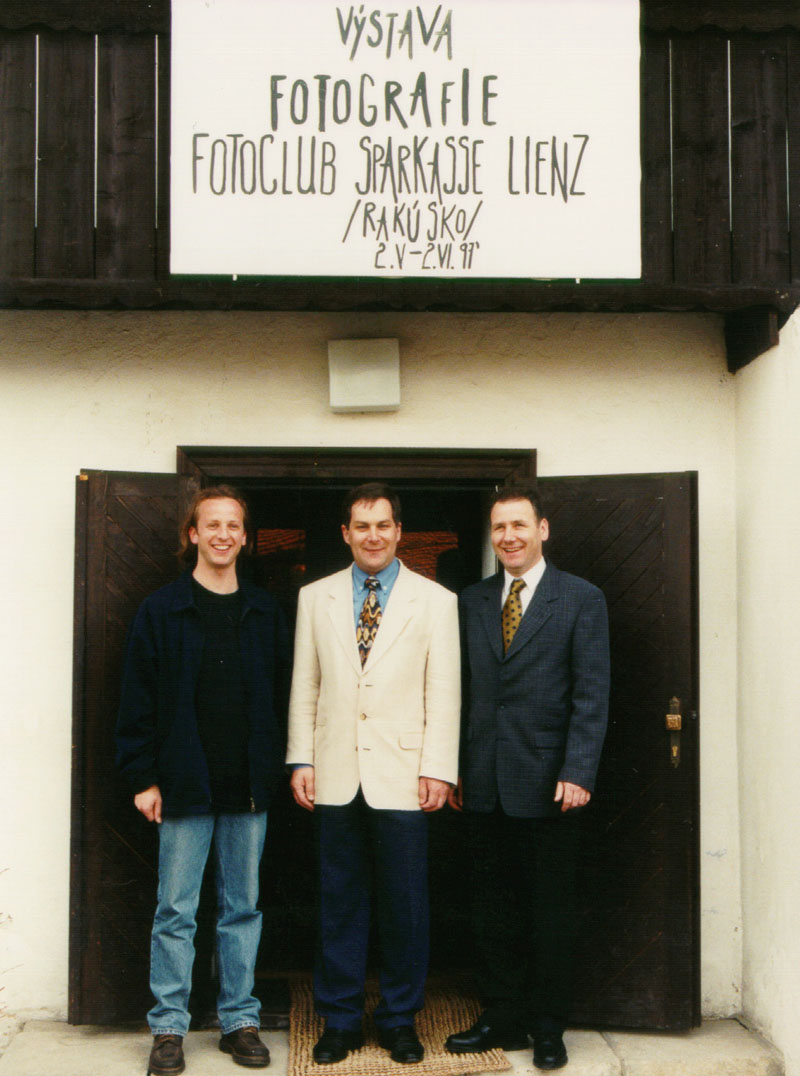 VÝSTAVA
FOTOGRAFIE
FOTOCLUB SPARKASSE LIENZ
/RAKÚSKO/
2.V-2.VI.97'